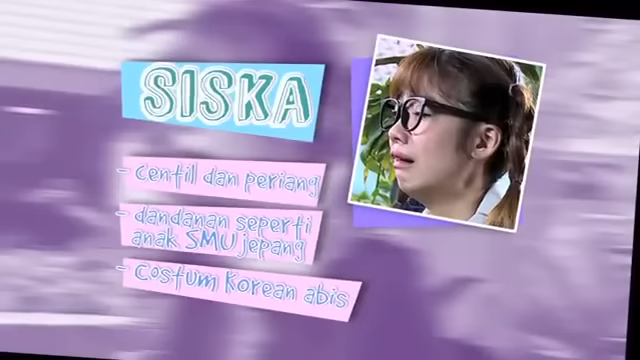 SISKA
- Centil dan periang
- dandanan seperti
anak SMU jepang
- Costum Korean abis